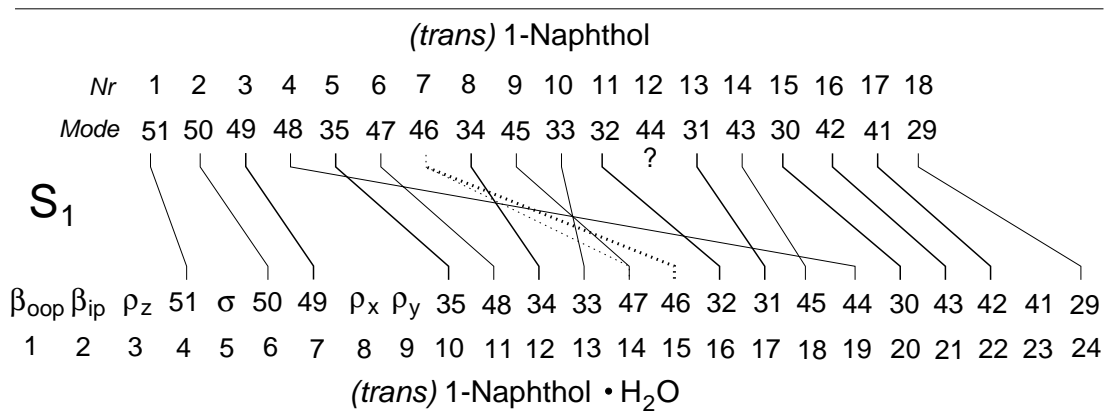 (trans) 1-Naphthol
Nr 1 2 3 4 5 6 7 8 9 10 11 12 13 14 15 16 17 18
Mode 51 50 49 48 35 47 46 34 45 33 32 44 31 43 30 42 41 29
?
S₁
βoop βip ρz 51 σ 50 49 ρx ρy 35 48 34 33 47 46 32 31 45 44 30 43 42 41 29
1 2 3 4 5 6 7 8 9 10 11 12 13 14 15 16 17 18 19 20 21 22 23 24
(trans) 1-Naphthol · H₂O